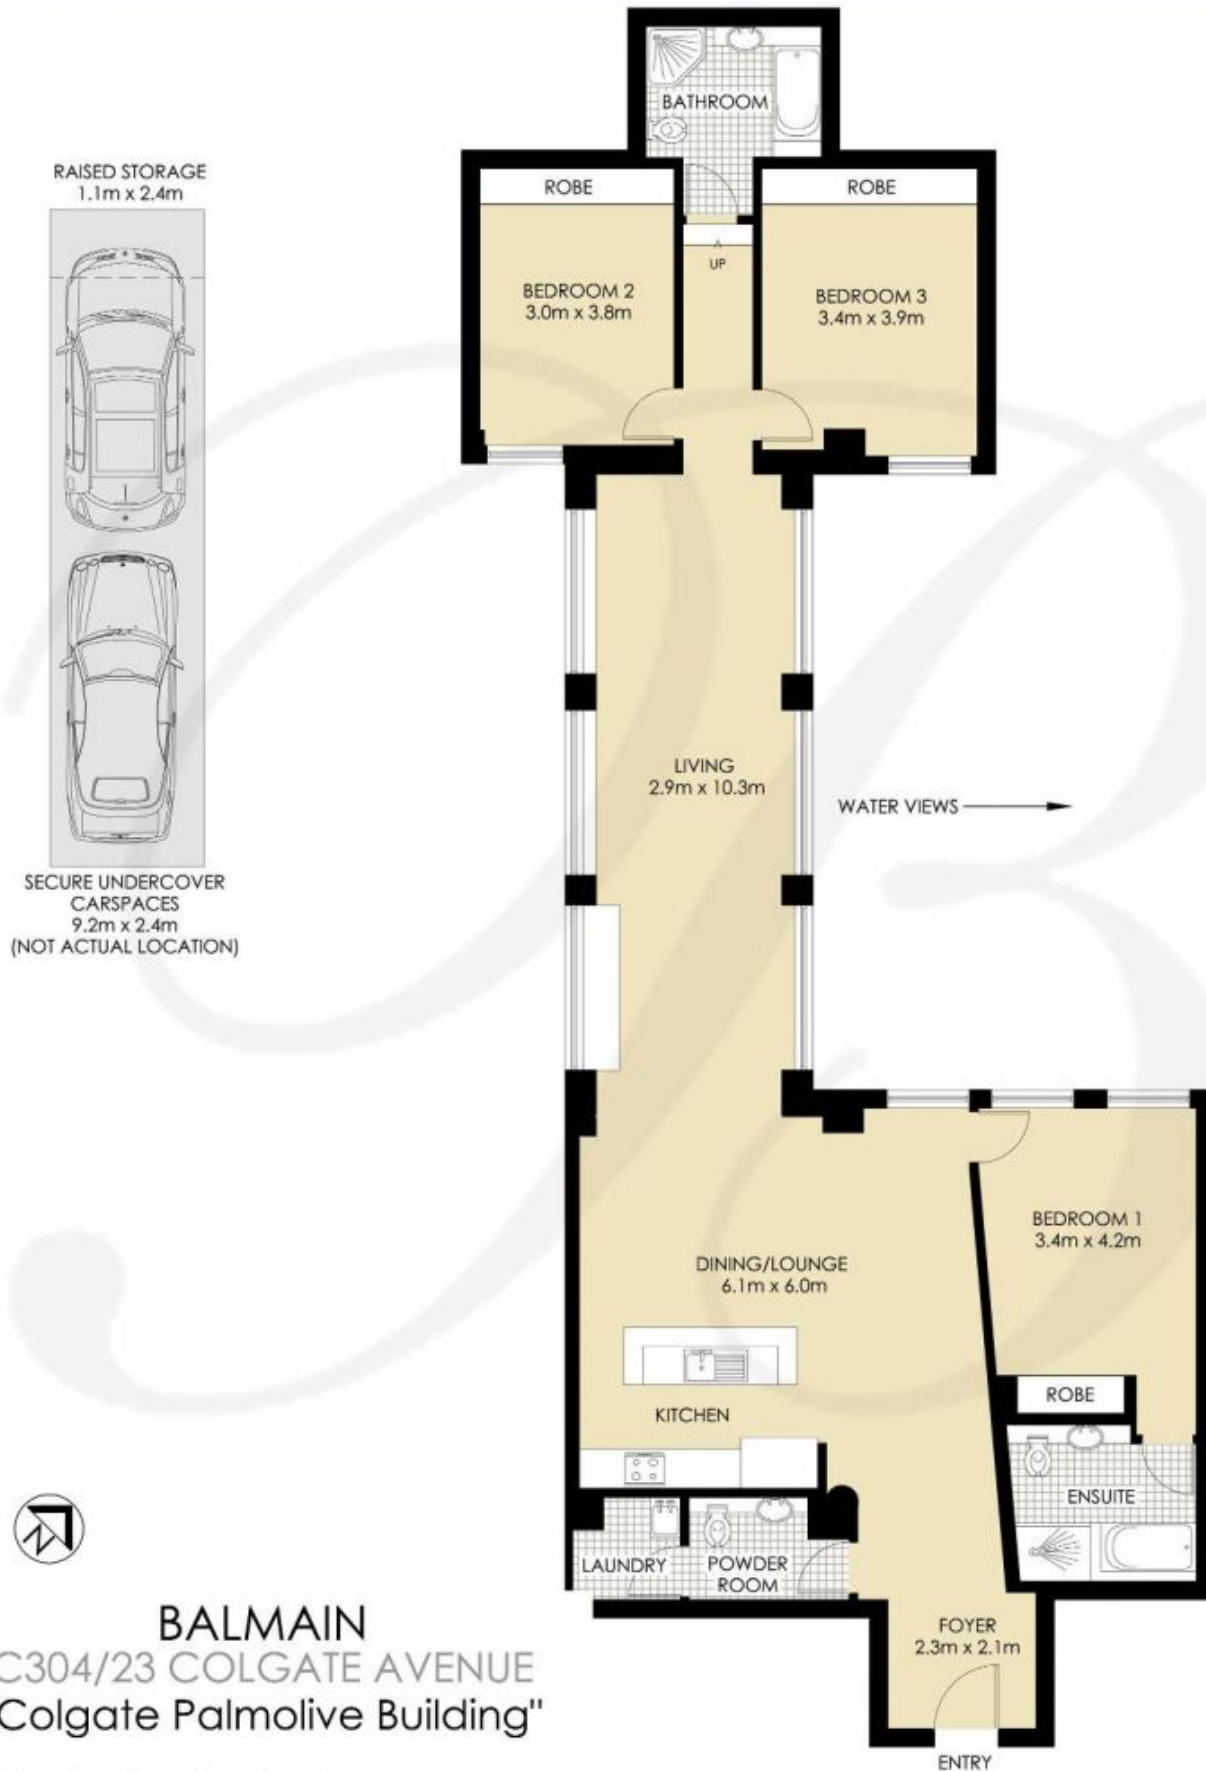 BATHROOM
RAISED STORAGE
1.1m x 2.4m
ROBE
ROBE
UP
BEDROOM 2
3.0m x 3.8m
BEDROOM 3
3.4m x 3.9m
LIVING
2.9m x 10.3m
WATER VIEWS
SECURE UNDERCOVER
CARSPACES
9.2m x 2.4m
(NOT ACTUAL LOCATION)
BEDROOM 1
3.4m x 4.2m
DINING/LOUNGE
6.1m x 6.0m
ROBE
KITCHEN
ENSUITE
LAUNDRY
POWDER
ROOM
N
FOYER
2.3m x 2.1m
ENTRY
BALMAIN
C304/23 COLGATE AVENUE
Colgate Palmolive Building"